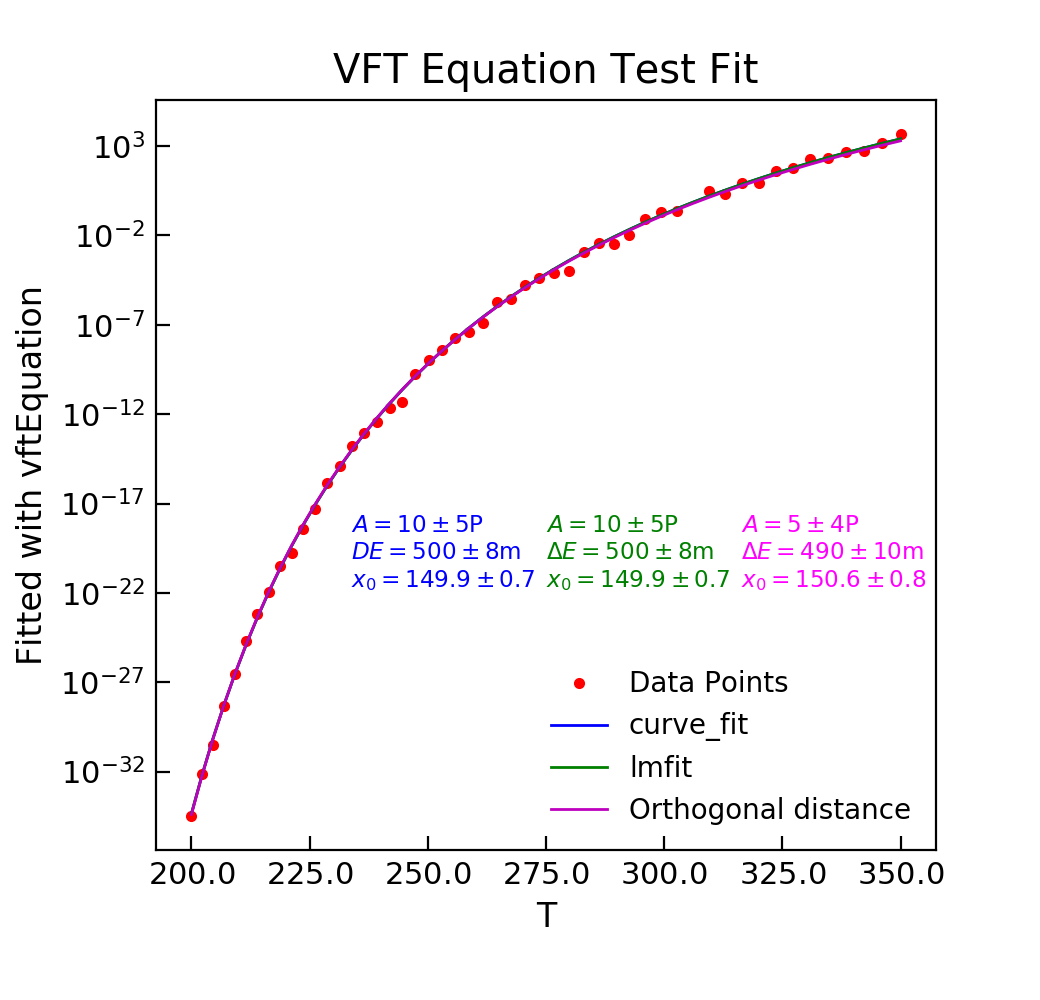 VFT Equation Test Fit
Fitted with vftEquation
10³
10⁻²
10⁻⁷
10⁻¹²
10⁻¹⁷
10⁻²²
10⁻²⁷
10⁻³²
A = 10 ± 5P
DE = 500 ± 8m
x₀ = 149.9 ± 0.7
A = 10 ± 5P
ΔE = 500 ± 8m
x₀ = 149.9 ± 0.7
A = 5 ± 4P
ΔE = 490 ± 10m
x₀ = 150.6 ± 0.8
Data Points
curve_fit
lmfit
Orthogonal distance
200.0 225.0 250.0 275.0 300.0 325.0 350.0
T